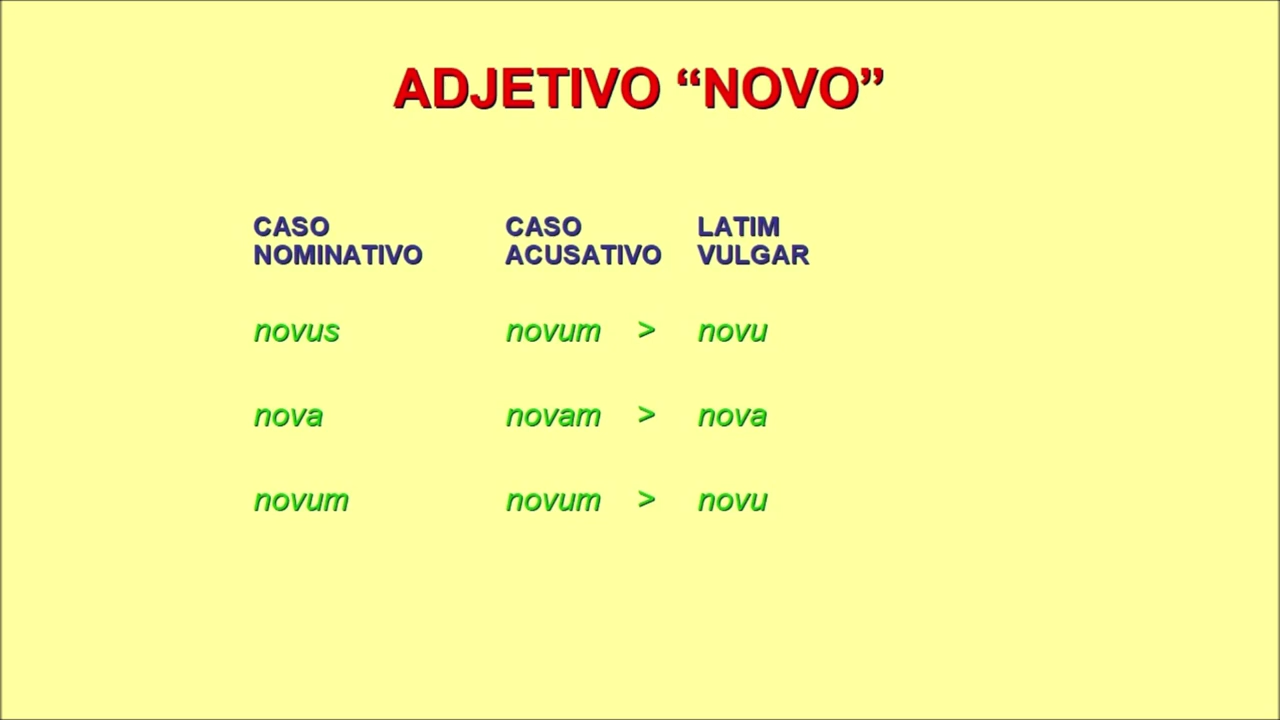 ADJETIVO “NOVO”
CASO NOMINATIVO CASO ACUSATIVO LATIM VULGAR
novus novum > novu
nova novam > nova
novum novum > novu